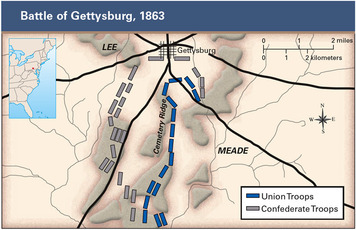 Battle of Gettysburg, 1863
LEE
Gettysburg
0 1 2 miles
0 1 2 kilometers
Cemetery Ridge
N
W E
S
MEADE
Union Troops
Confederate Troops